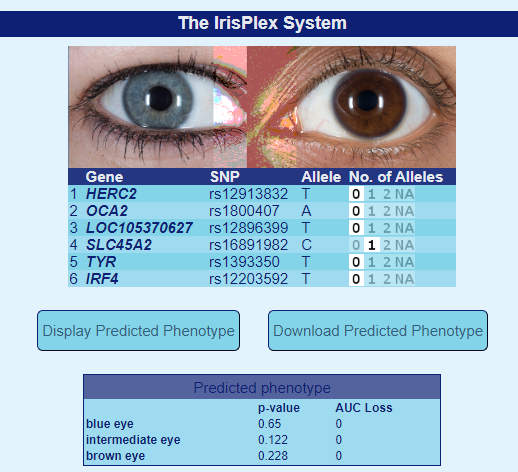 The IrisPlex System
Gene SNP Allele No. of Alleles
1 HERC2 rs12913832 T 0 1 2 NA
2 OCA2 rs1800407 A 0 1 2 NA
3 LOC105370627 rs12896399 T 0 1 2 NA
4 SLC45A2 rs16891982 C 0 1 2 NA
5 TYR rs1393350 T 0 1 2 NA
6 IRF4 rs12203592 T 0 1 2 NA
Display Predicted Phenotype Download Predicted Phenotype
Predicted phenotype
p-value AUC Loss
blue eye 0.65 0
intermediate eye 0.122 0
brown eye 0.228 0